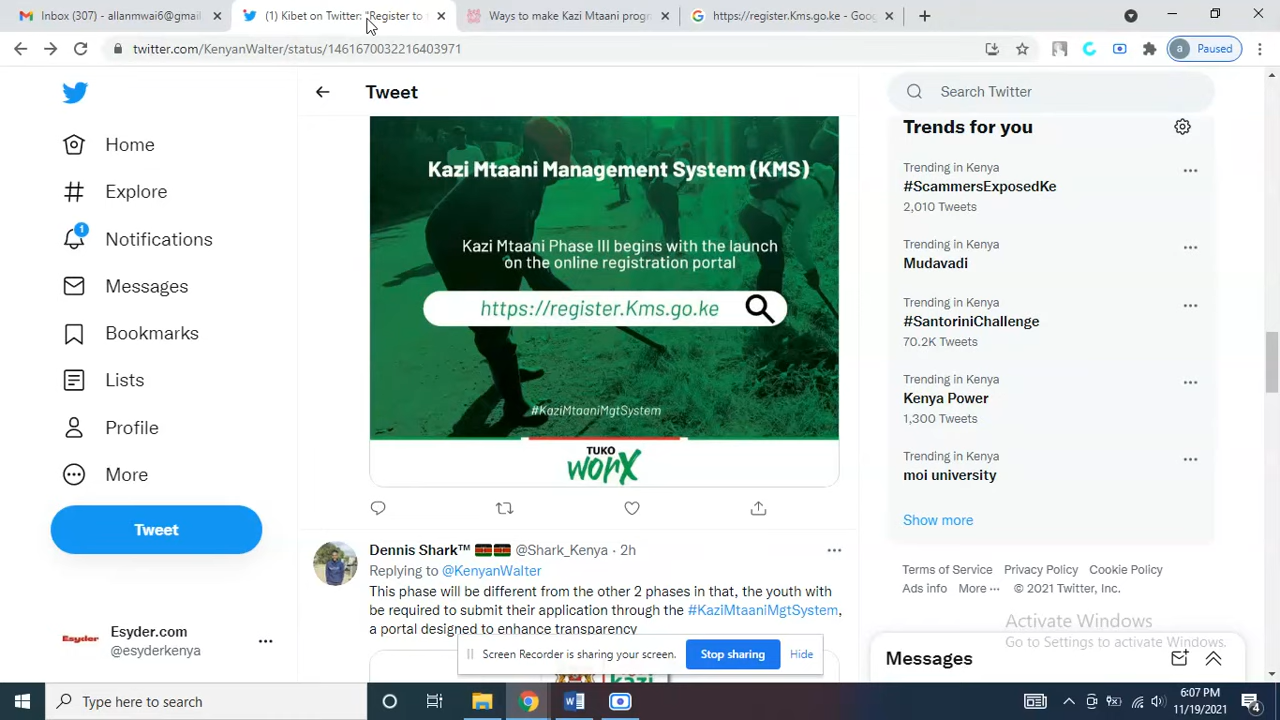 Inbox (307) - allanmwai6@gmail
(1) Kibet on Twitter: "Register to
Ways to make Kazi Mtaani progr
https://register.Kms.go.ke - Goog
twitter.com/KenyanWalter/status/1461670032216403971
a Paused
Tweet
Search Twitter
Home
Explore
1
Notifications
Messages
Bookmarks
Lists
Profile
More
Tweet
Esyder.com
@esyderkenya
Kazi Mtaani Management System (KMS)
Kazi Mtaani Phase III begins with the launch
on the online registration portal
https://register.Kms.go.ke
#KaziMtaaniMgtSystem
TUKO
worX
Dennis Shark™ 🇰🇪🇰🇪 @Shark_Kenya · 2h
Replying to @KenyanWalter
This phase will be different from the other 2 phases in that, the youth with
be required to submit their application through the #KaziMtaaniMgtSystem,
a portal designed to enhance transparency
kazi
Screen Recorder is sharing your screen.
Stop sharing
Hide
Trends for you
Trending in Kenya
#ScammersExposedKe
2,010 Tweets
Trending in Kenya
Mudavadi
Trending in Kenya
#SantoriniChallenge
70.2K Tweets
Trending in Kenya
Kenya Power
1,300 Tweets
Trending in Kenya
moi university
Show more
Terms of Service Privacy Policy Cookie Policy
Ads info More ··· © 2021 Twitter, Inc.
Activate Windows
Go to Settings to activate Windows.
Messages
Type here to search
6:07 PM
11/19/2021
4